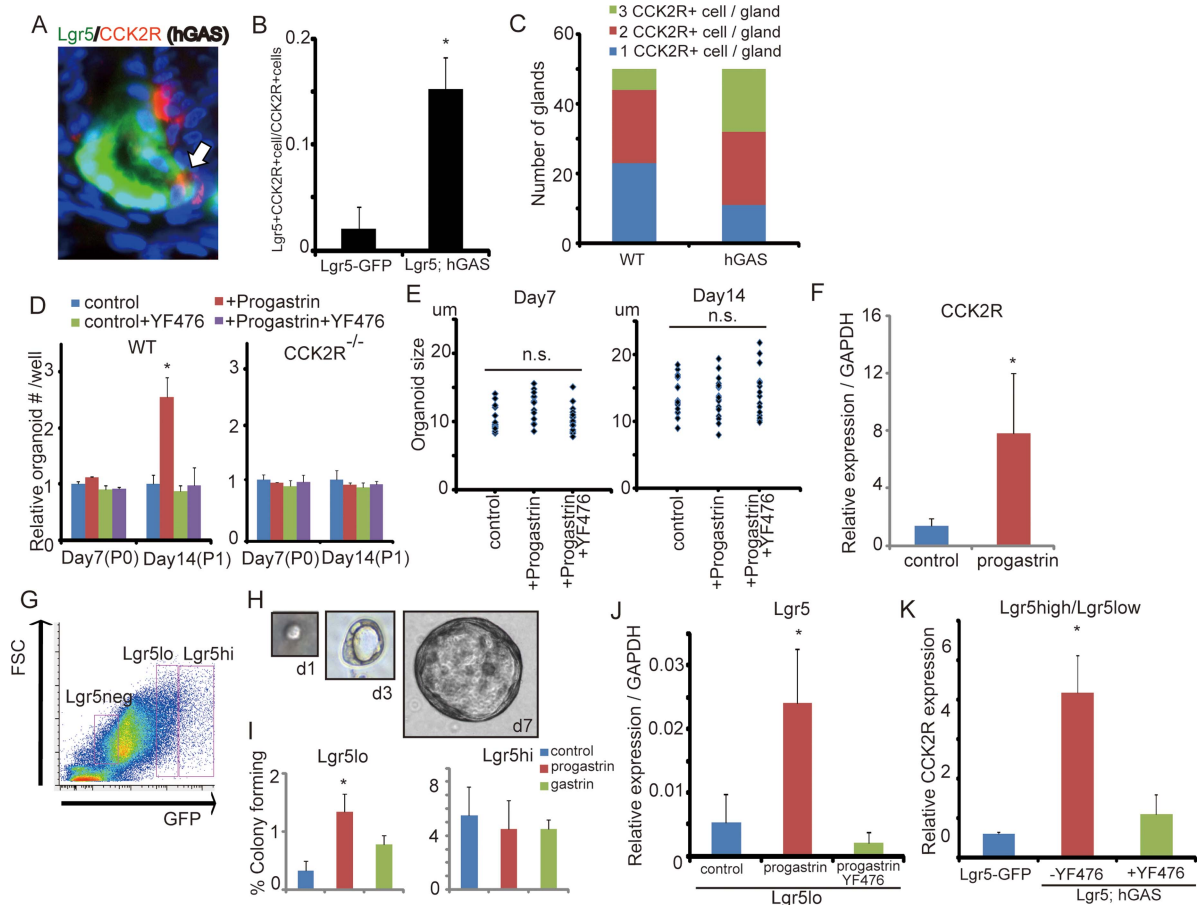 A
Lgr5/CCK2R (hGAS)
B
Lgr5+CCK2R+cell/CCK2R+cells
0.2
0.1
0
*
Lgr5-GFP
Lgr5; hGAS
C
3 CCK2R+ cell / gland
2 CCK2R+ cell / gland
1 CCK2R+ cell / gland
Number of glands
60
40
20
0
WT
hGAS
D
control
+Progastrin
control+YF476
+Progastrin+YF476
WT
CCK2R-/-
Relative organoid # /well
3
2
1
0
*
Day7(P0)
Day14(P1)
3
2
1
0
Day7(P0)
Day14(P1)
E
Day7
Day14
um
um
n.s.
n.s.
Organoid size
20
10
0
20
10
0
control
+Progastrin
+Progastrin
+YF476
control
+Progastrin
+Progastrin
+YF476
F
CCK2R
Relative expression / GAPDH
16
12
8
4
0
*
control
progastrin
G
FSC
Lgr5lo
Lgr5hi
Lgr5neg
GFP
H
d1
d3
d7
I
Lgr5lo
Lgr5hi
control
progastrin
gastrin
% Colony forming
2
1
0
*
8
4
0
J
Lgr5
Relative expression / GAPDH
0.03
0.02
0.01
0
*
control
progastrin
progastrin
YF476
Lgr5lo
K
Lgr5high/Lgr5low
Relative CCK2R expression
6
4
2
0
*
Lgr5-GFP
-YF476
+YF476
Lgr5; hGAS